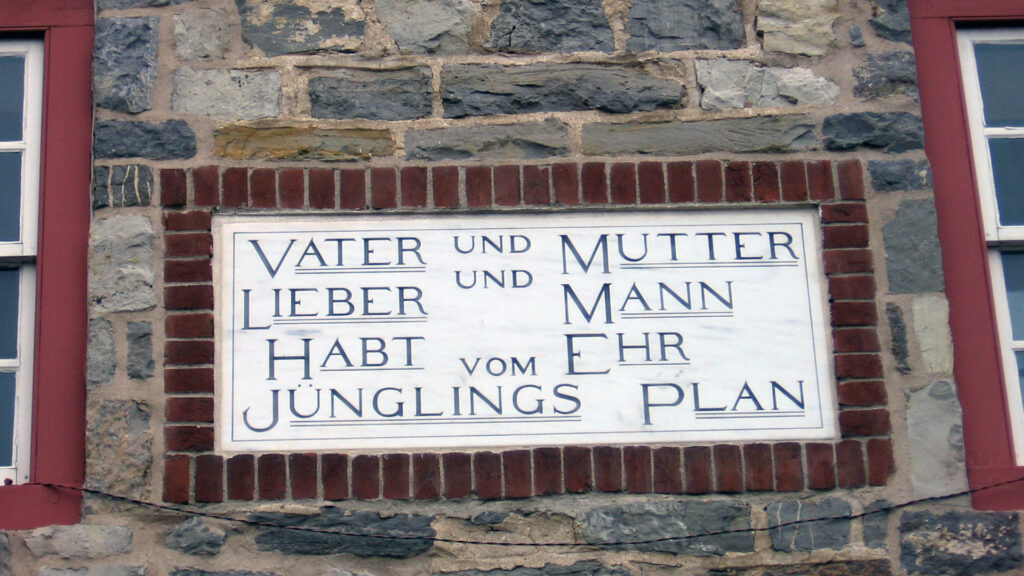 VATER UND MUTTER
LIEBER UND MANN
HABT VOM EHR
JÜNGLINGS PLAN